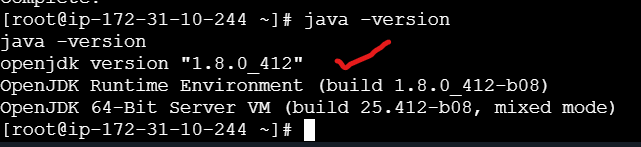 Complete!
[root@ip-172-31-10-244 ~]# java -version
java -version
openjdk version "1.8.0_412"
OpenJDK Runtime Environment (build 1.8.0_412-b08)
OpenJDK 64-Bit Server VM (build 25.412-b08, mixed mode)
[root@ip-172-31-10-244 ~]#